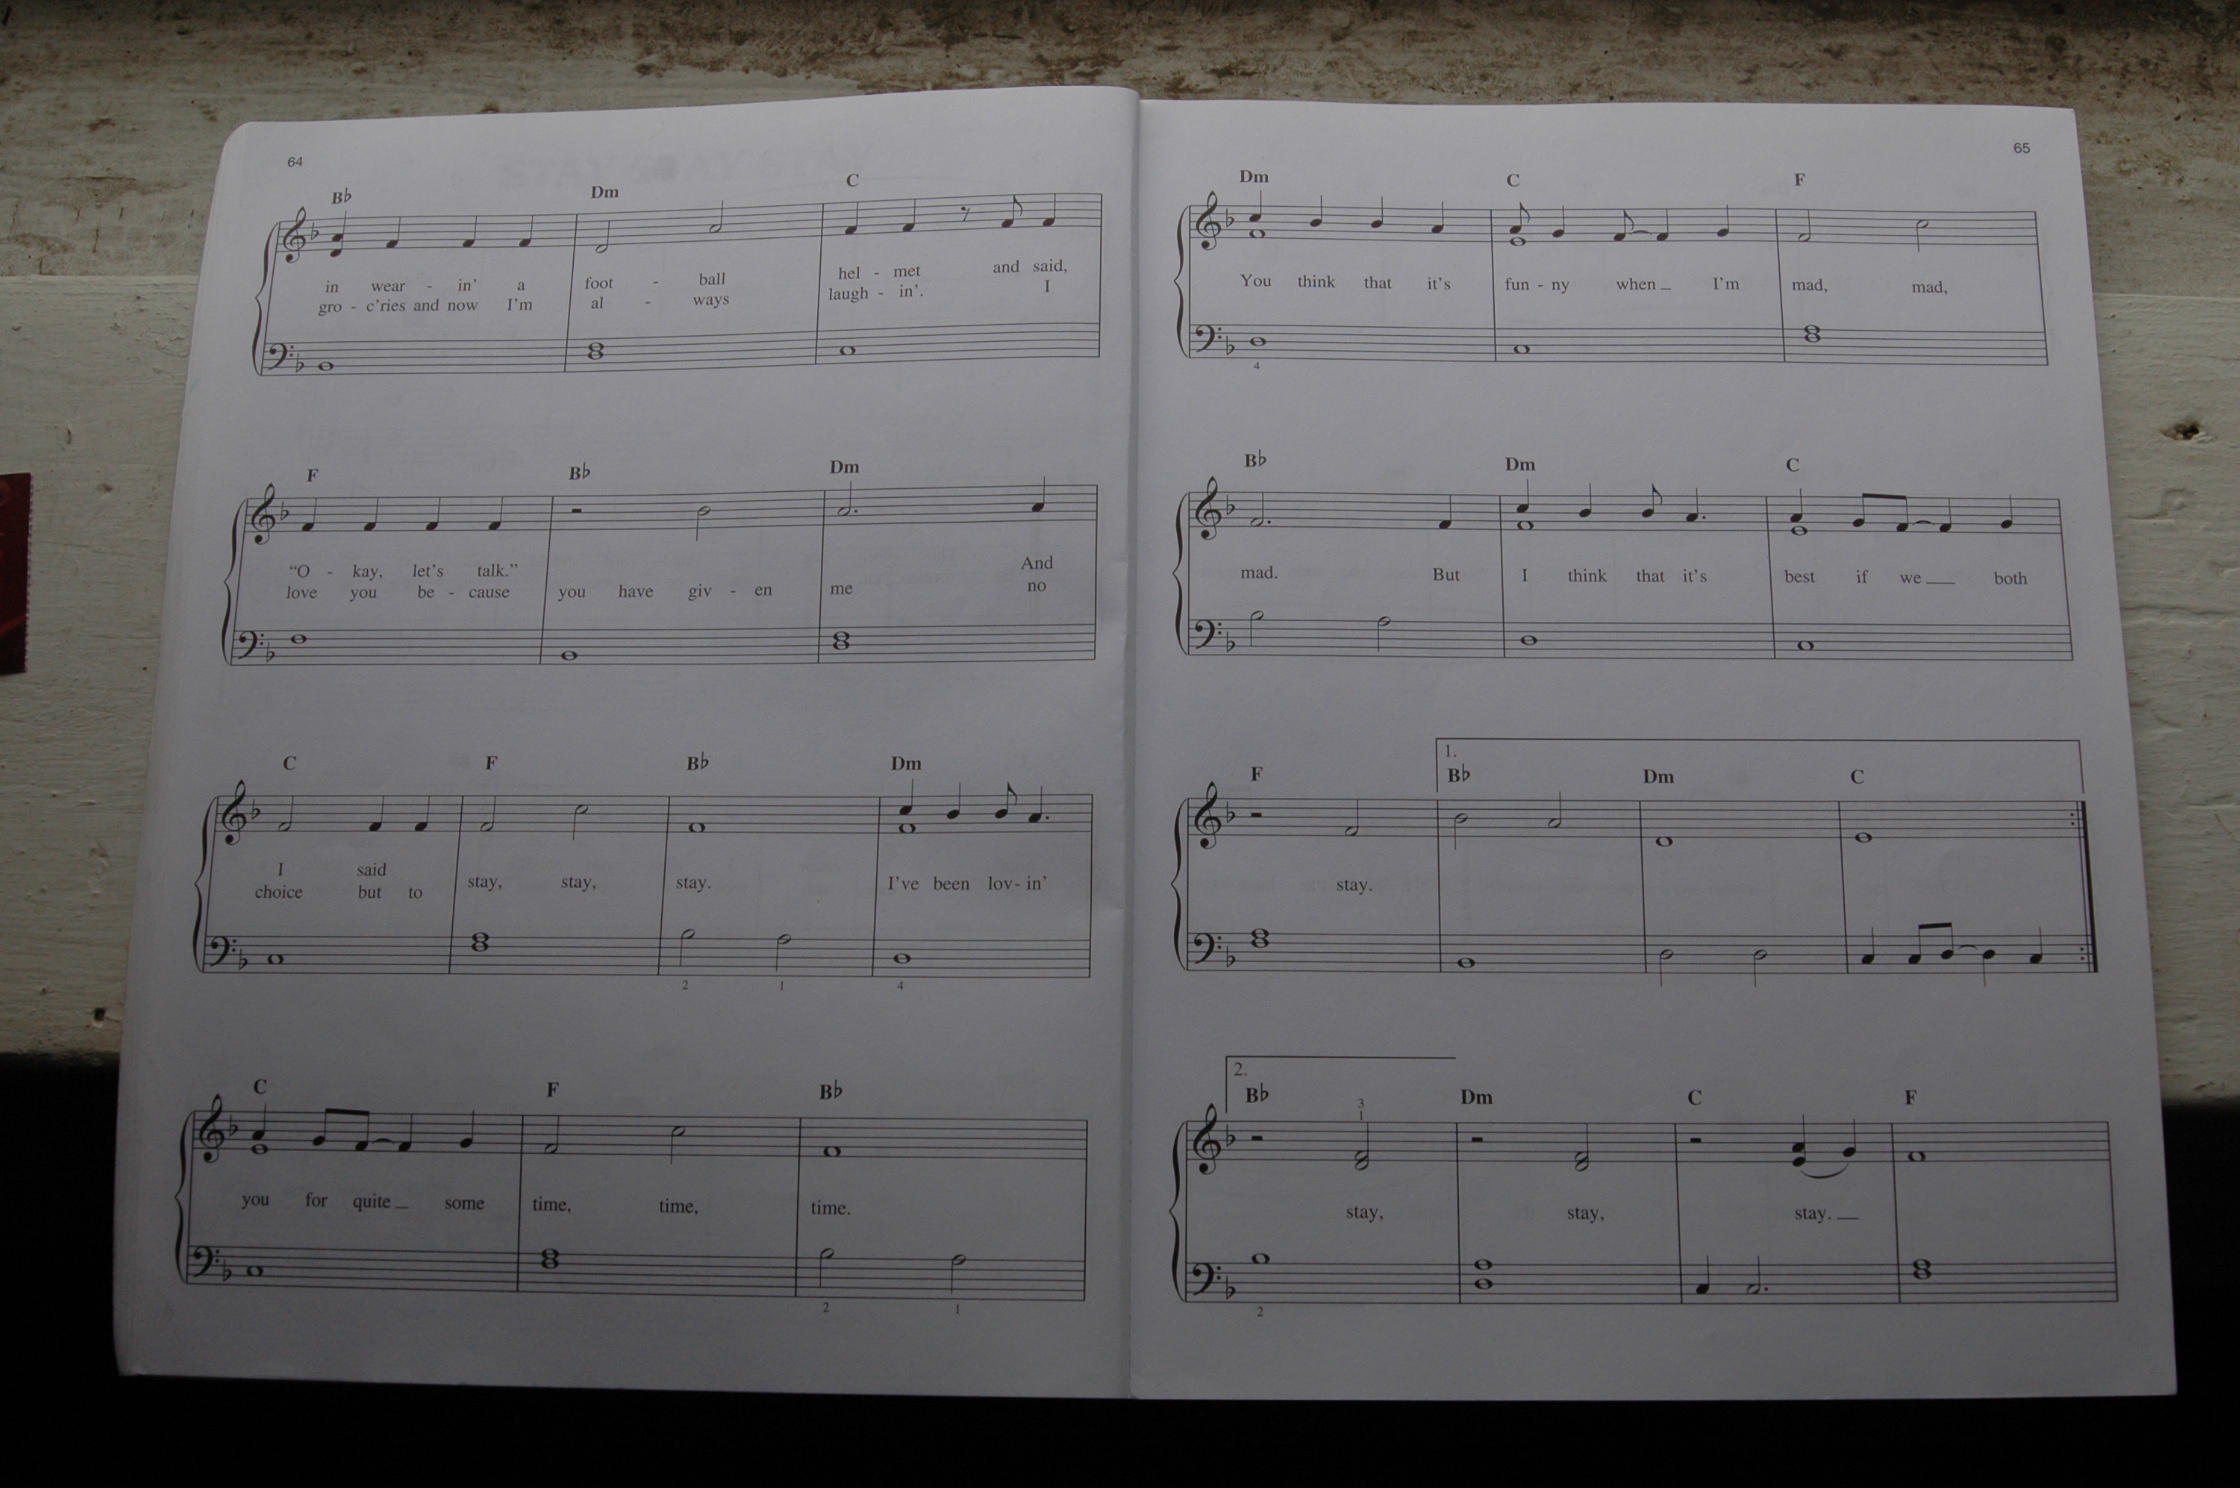 64
B♭ Dm C
in wear - in' a foot - ball hel - met and said,
gro - c'ries and now I'm al - ways laugh - in'. I
F B♭ Dm
“O - kay, let's talk.” And
love you be - cause you have giv - en me no
C F B♭ Dm
I said
choice but to stay, stay, stay. I've been lov - in'
2 1 4
C F B♭
you for quite some time, time, time.
2 1
65
Dm C F
You think that it's fun - ny when I'm mad, mad,
4
B♭ Dm C
mad. But I think that it's best if we both
1.
F B♭ Dm C
stay.
2.
B♭ Dm C F
3
1
stay, stay, stay.
2